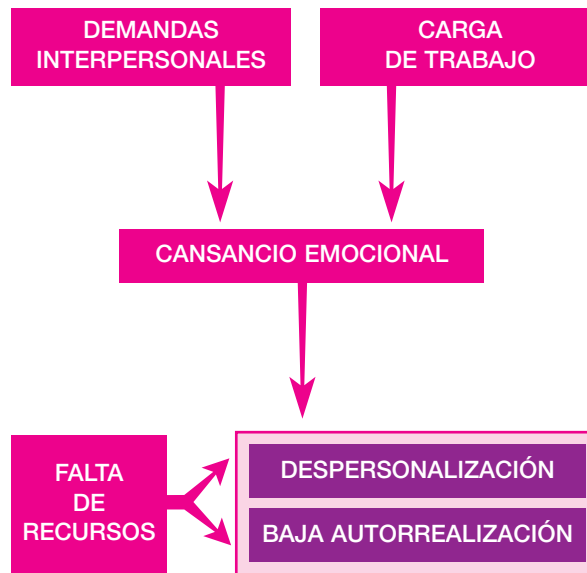 DEMANDAS
INTERPERSONALES
CARGA
DE TRABAJO
CANSANCIO EMOCIONAL
FALTA
DE
RECURSOS
DESPERSONALIZACIÓN
BAJA AUTORREALIZACIÓN